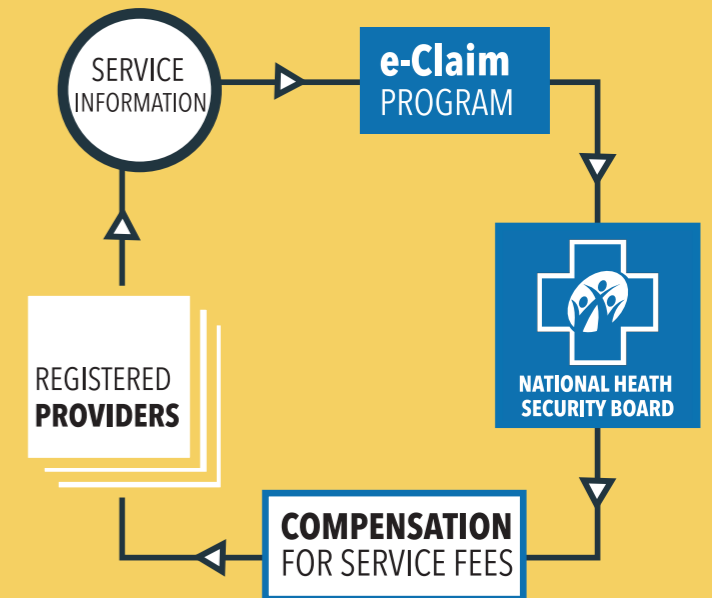 SERVICE
INFORMATION
e-Claim
PROGRAM
NATIONAL HEATH
SECURITY BOARD
COMPENSATION
FOR SERVICE FEES
REGISTERED
PROVIDERS